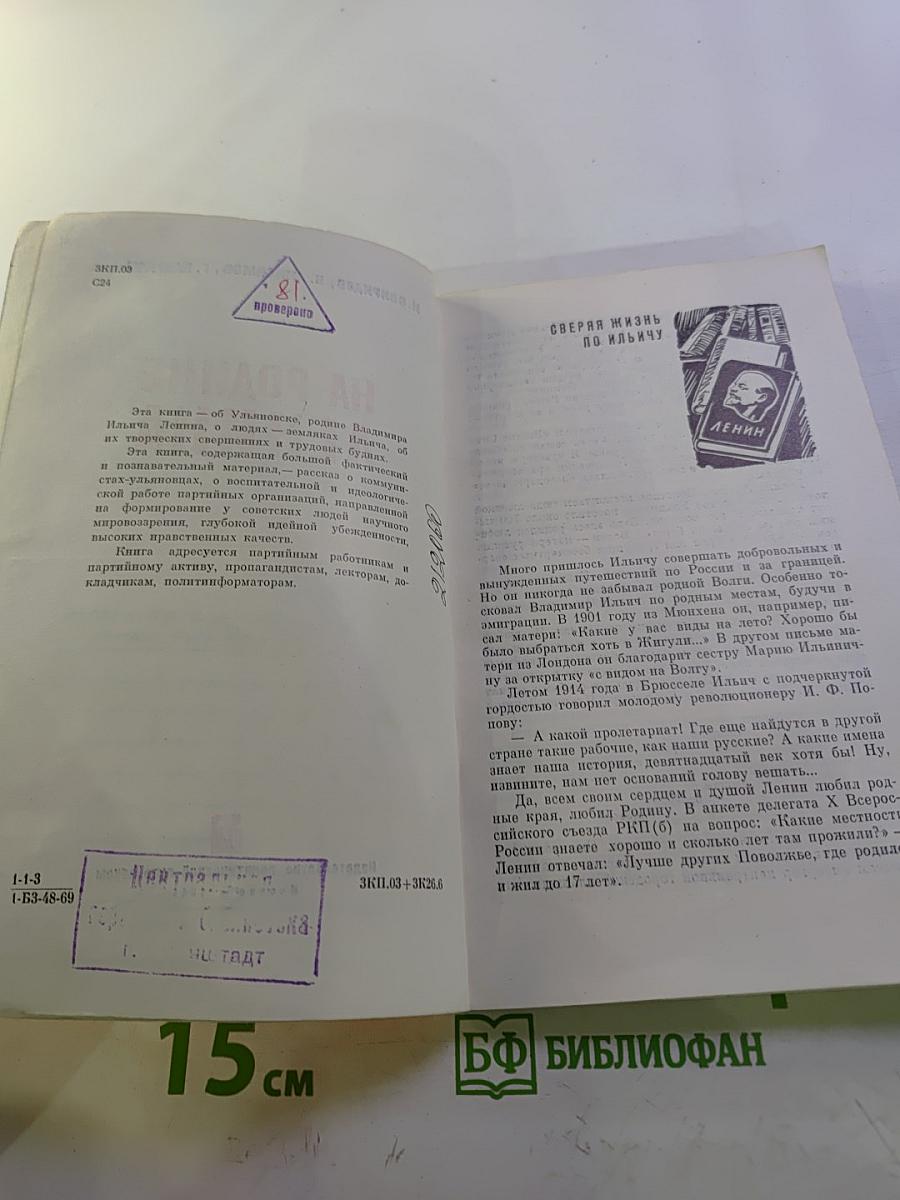 3КП.03
С24
18
проверено
Эта книга — об Ульяновске, родине Владимира
Ильича Ленина, о людях — земляках Ильича, об
их творческих свершениях и трудовых буднях.
Эта книга, содержащая большой фактический
и познавательный материал,— рассказ о коммуни-
стах-ульяновцах, о воспитательной и идеологиче-
ской работе партийных организаций, направленной
на формирование у советских людей научного
мировоззрения, глубокой идейной убежденности,
высоких нравственных качеств.
Книга адресуется партийным работникам и
партийному активу, пропагандистам, лекторам, до-
кладчикам, политинформаторам.
1-1-3
1-БЗ-48-69
3КП.03+3К26.6
СВЕРЯЯ ЖИЗНЬ
ПО ИЛЬИЧУ
ЛЕНИН
Много пришлось Ильичу совершать добровольных и
вынужденных путешествий по России и за границей.
Но он никогда не забывал родной Волги. Особенно то-
сковал Владимир Ильич по родным местам, будучи в
эмиграции. В 1901 году из Мюнхена он, например, пи-
сал матери: «Какие у вас виды на лето? Хорошо бы
было выбраться хоть в Жигули...» В другом письме ма-
тери из Лондона он благодарит сестру Марию Ильинич-
ну за открытку «с видом на Волгу».
Летом 1914 года в Брюсселе Ильич с подчеркнутой
гордостью говорил молодому революционеру И. Ф. По-
пову:
— А какой пролетариат! Где еще найдутся в другой
стране такие рабочие, как наши русские? А какие имена
знает наша история, девятнадцатый век хотя бы! Ну,
извините, нам нет оснований голову вешать...
Да, всем своим сердцем и душой Ленин любил род-
ные края, любил Родину. В анкете делегата X Всерос-
сийского съезда РКП(б) на вопрос: «Какие местности
России знаете хорошо и сколько лет там прожили?» —
Ленин отвечал: «Лучше других Поволжье, где родился
и жил до 17 лет».
15 см
БФ БИБЛИОФАН